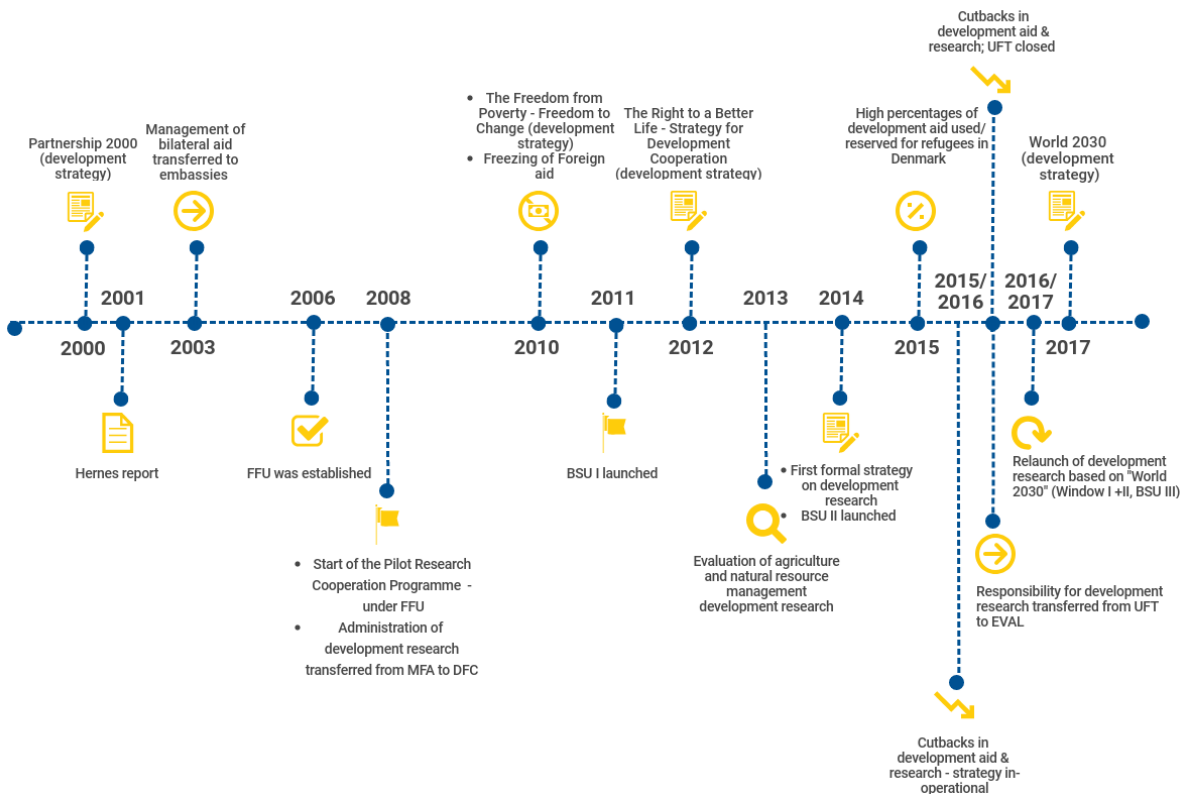 Cutbacks in
development aid &
research; UFT closed
Partnership 2000
(development
strategy)
Management of
bilateral aid
transferred to
embassies
• The Freedom from
Poverty - Freedom to
Change (development
strategy)
• Freezing of Foreign
aid
The Right to a Better
Life - Strategy for
Development
Cooperation
(development strategy)
High percentages of
development aid used/
reserved for refugees in
Denmark
World 2030
(development
strategy)
2001
2006
2008
2011
2013
2014
2015/
2016
2016/
2017
2000
2003
2010
2012
2015
2017
Hernes report
FFU was established
• Start of the Pilot Research
Cooperation Programme -
under FFU
• Administration of
development research
transferred from MFA to DFC
BSU I launched
Evaluation of agriculture
and natural resource
management
development research
• First formal strategy
on development
research
• BSU II launched
Relaunch of development
research based on "World
2030" (Window I +II, BSU III)
Responsibility for development
research transferred from UFT
to EVAL
Cutbacks in
development aid &
research - strategy in-
operational